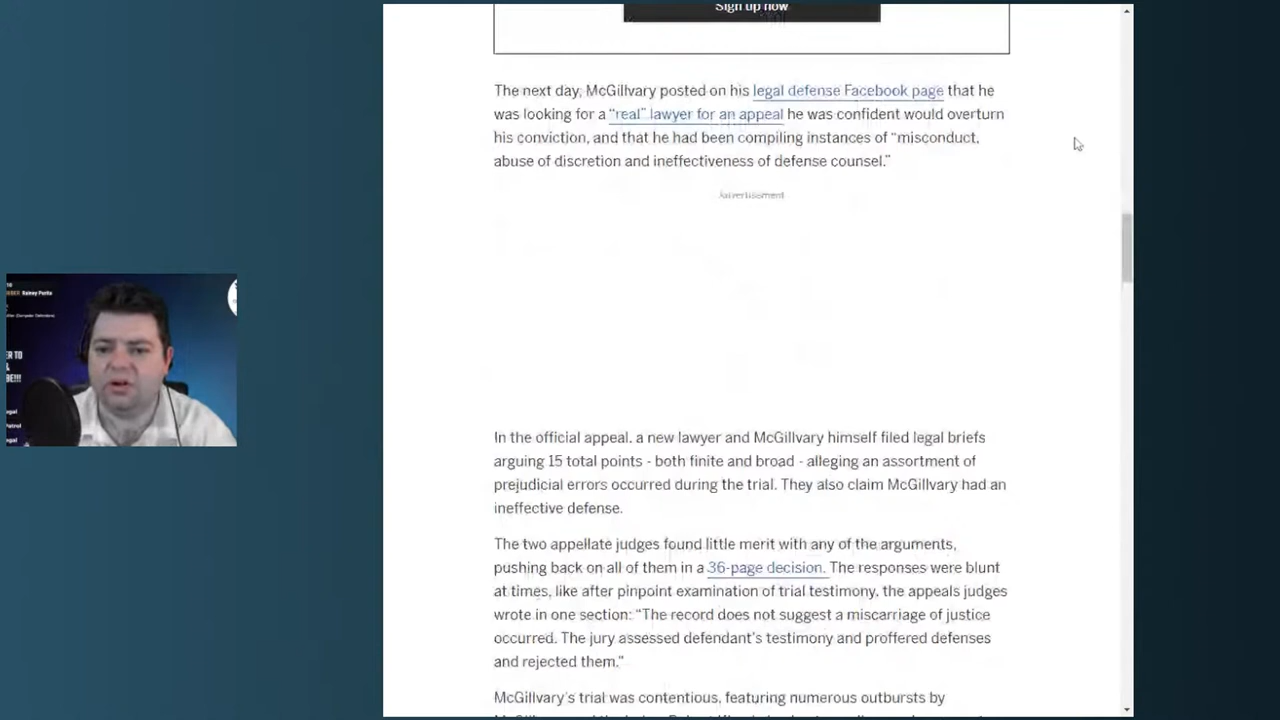 Sign up now
The next day, McGillvary posted on his legal defense Facebook page that he
was looking for a “real” lawyer for an appeal he was confident would overturn
his conviction, and that he had been compiling instances of “misconduct,
abuse of discretion and ineffectiveness of defense counsel.”
Advertisement
In the official appeal, a new lawyer and McGillvary himself filed legal briefs
arguing 15 total points - both finite and broad - alleging an assortment of
prejudicial errors occurred during the trial. They also claim McGillvary had an
ineffective defense.
The two appellate judges found little merit with any of the arguments,
pushing back on all of them in a 36-page decision. The responses were blunt
at times, like after pinpoint examination of trial testimony, the appeals judges
wrote in one section: “The record does not suggest a miscarriage of justice
occurred. The jury assessed defendant’s testimony and proffered defenses
and rejected them.”
McGillvary’s trial was contentious, featuring numerous outbursts by